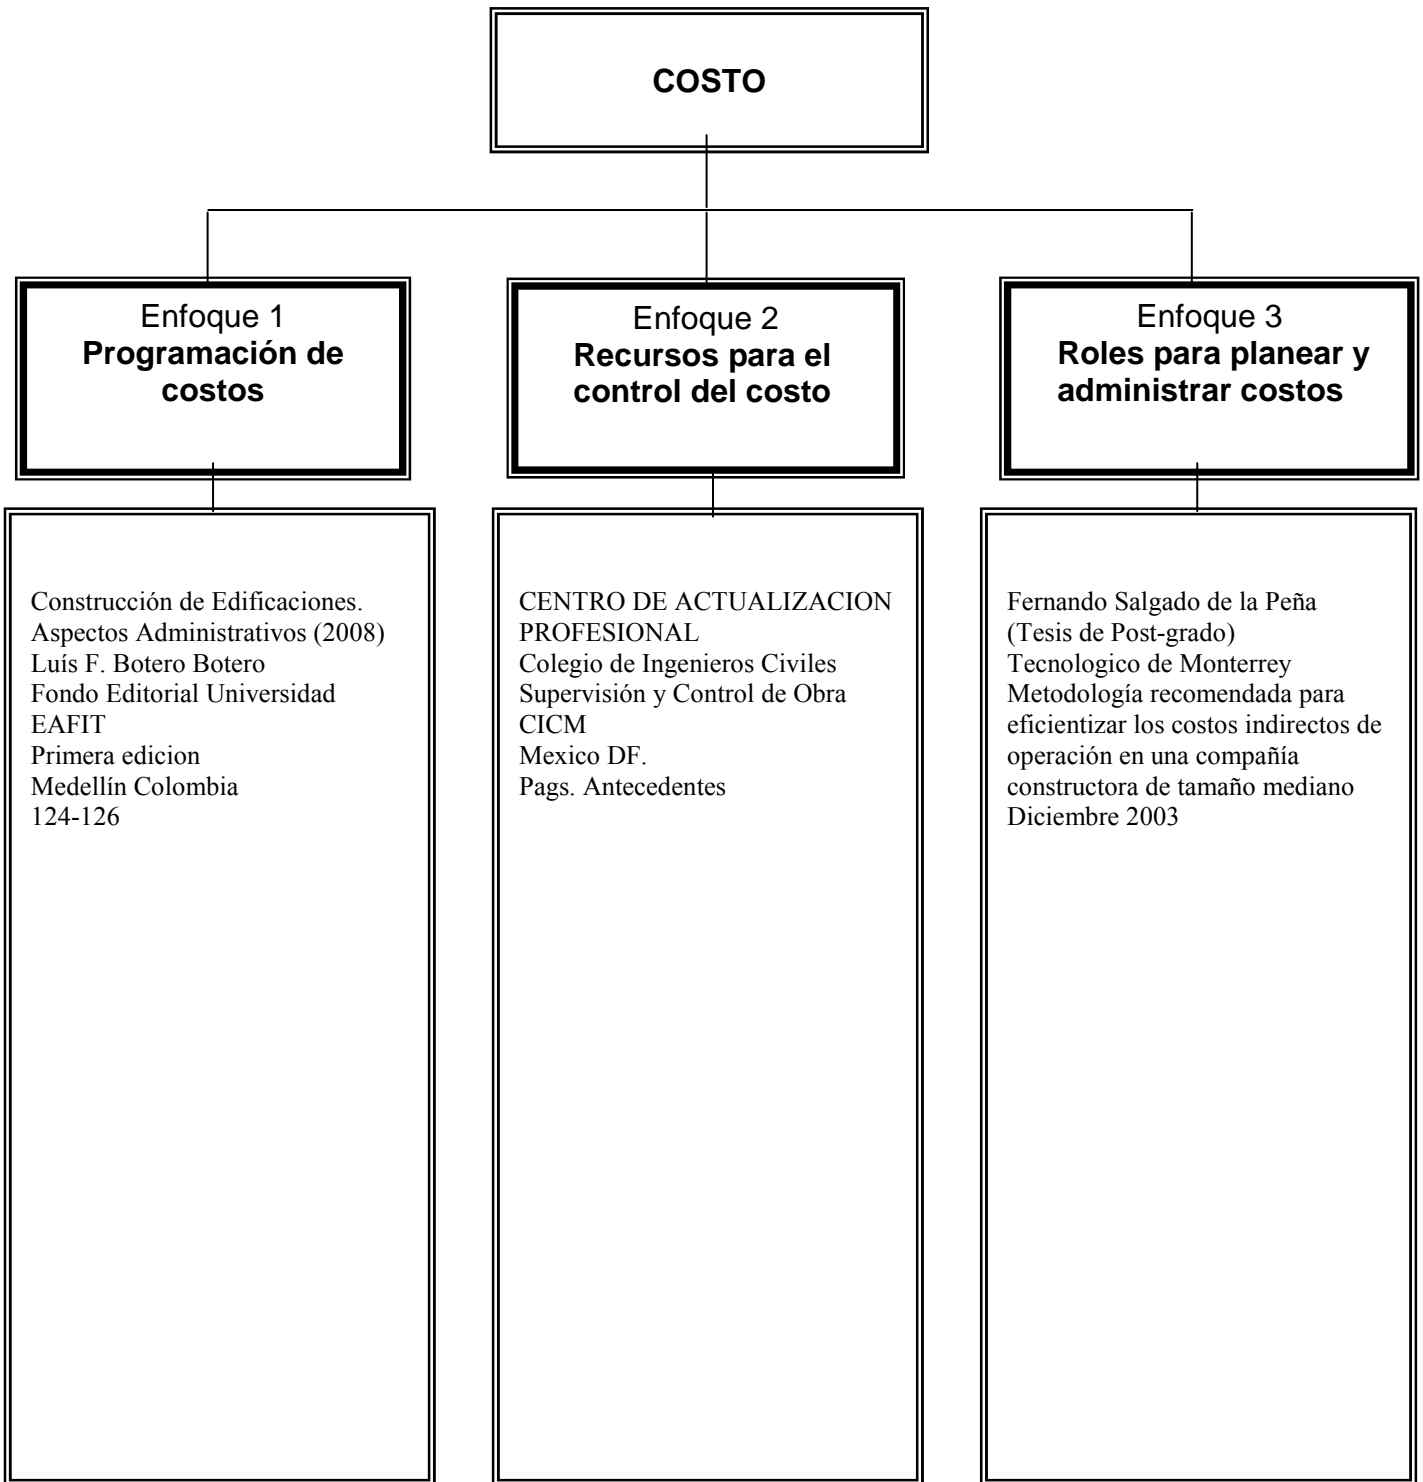 COSTO
Enfoque 1
Programación de
costos
Enfoque 2
Recursos para el
control del costo
Enfoque 3
Roles para planear y
administrar costos
Construcción de Edificaciones.
Aspectos Administrativos (2008)
Luís F. Botero Botero
Fondo Editorial Universidad
EAFIT
Primera edicion
Medellín Colombia
124-126
CENTRO DE ACTUALIZACION
PROFESIONAL
Colegio de Ingenieros Civiles
Supervisión y Control de Obra
CICM
Mexico DF.
Pags. Antecedentes
Fernando Salgado de la Peña
(Tesis de Post-grado)
Tecnologico de Monterrey
Metodología recomendada para
eficientizar los costos indirectos de
operación en una compañía
constructora de tamaño mediano
Diciembre 2003